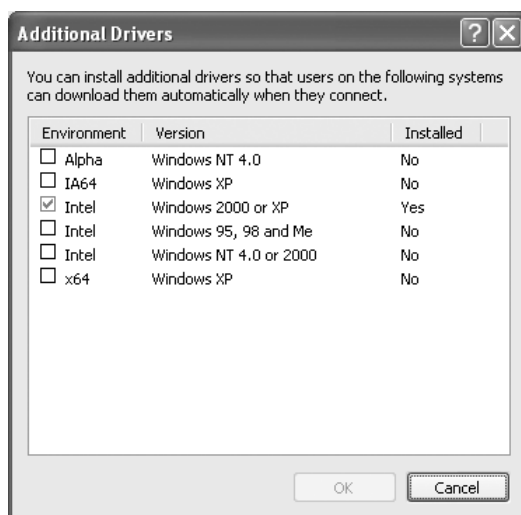 Additional Drivers
You can install additional drivers so that users on the following systems
can download them automatically when they connect.
Environment Version Installed
Alpha Windows NT 4.0 No
IA64 Windows XP No
Intel Windows 2000 or XP Yes
Intel Windows 95, 98 and Me No
Intel Windows NT 4.0 or 2000 No
x64 Windows XP No
OK Cancel